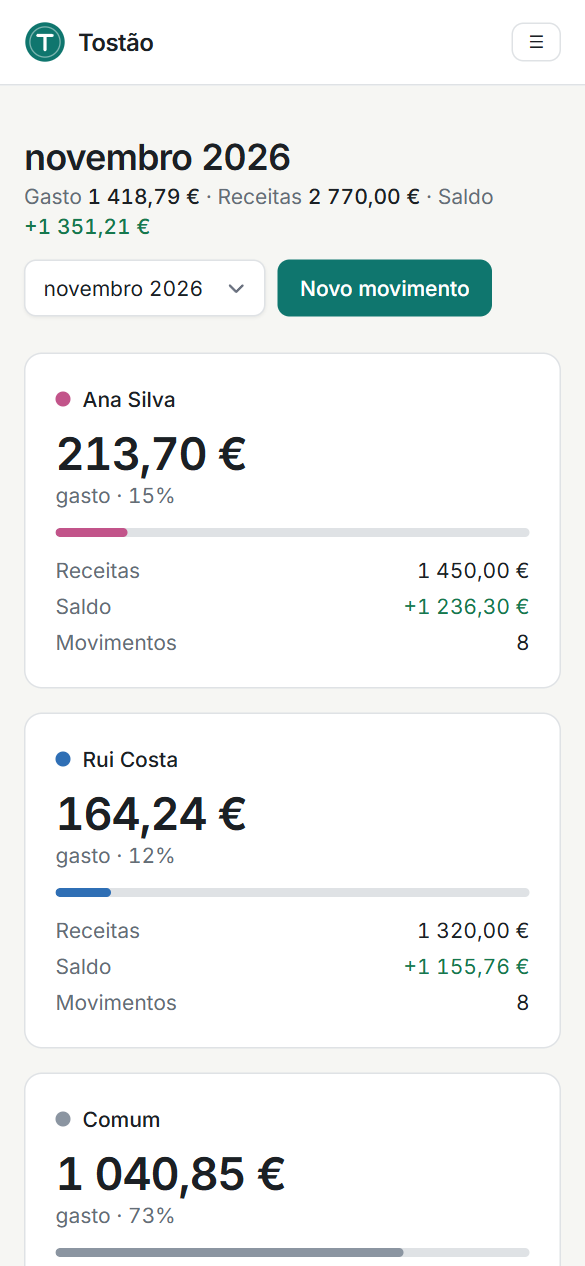 T Tostão
☰
novembro 2026
Gasto 1 418,79 € · Receitas 2 770,00 € · Saldo
+1 351,21 €
novembro 2026
Novo movimento
Ana Silva
213,70 €
gasto · 15%
Receitas 1 450,00 €
Saldo +1 236,30 €
Movimentos 8
Rui Costa
164,24 €
gasto · 12%
Receitas 1 320,00 €
Saldo +1 155,76 €
Movimentos 8
Comum
1 040,85 €
gasto · 73%